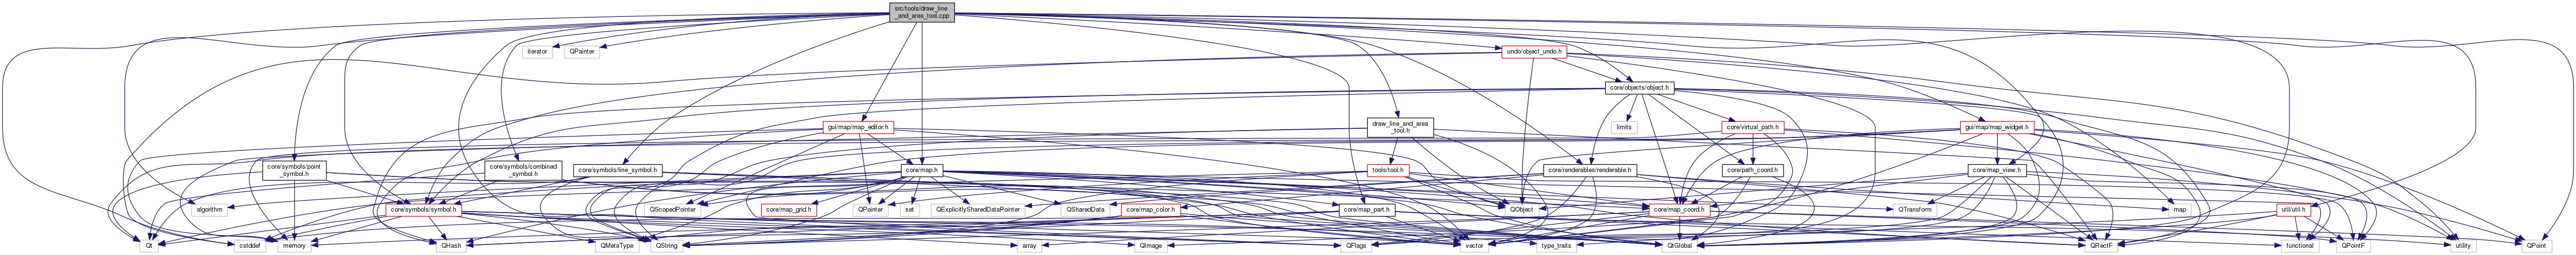 src/tools/draw_line
_and_area_tool.cpp
iterator
QPainter
undo/object_undo.h
core/objects/object.h
gui/map/map_editor.h
draw_line_and_area
_tool.h
limits
core/virtual_path.h
gui/map/map_widget.h
core/symbols/point
_symbol.h
core/symbols/combined
_symbol.h
core/symbols/line_symbol.h
core/map.h
tools/tool.h
core/renderables/renderable.h
core/path_coord.h
core/map_view.h
algorithm
core/symbols/symbol.h
QScopedPointer
core/map_grid.h
QPointer
set
QExplicitlySharedDataPointer
QSharedData
core/map_color.h
core/map_part.h
QObject
core/map_coord.h
QTransform
map
util/util.h
Qt
cstddef
memory
QHash
QMetaType
QString
array
QImage
QFlags
vector
type_traits
QtGlobal
QRectF
functional
QPointF
utility
QPoint